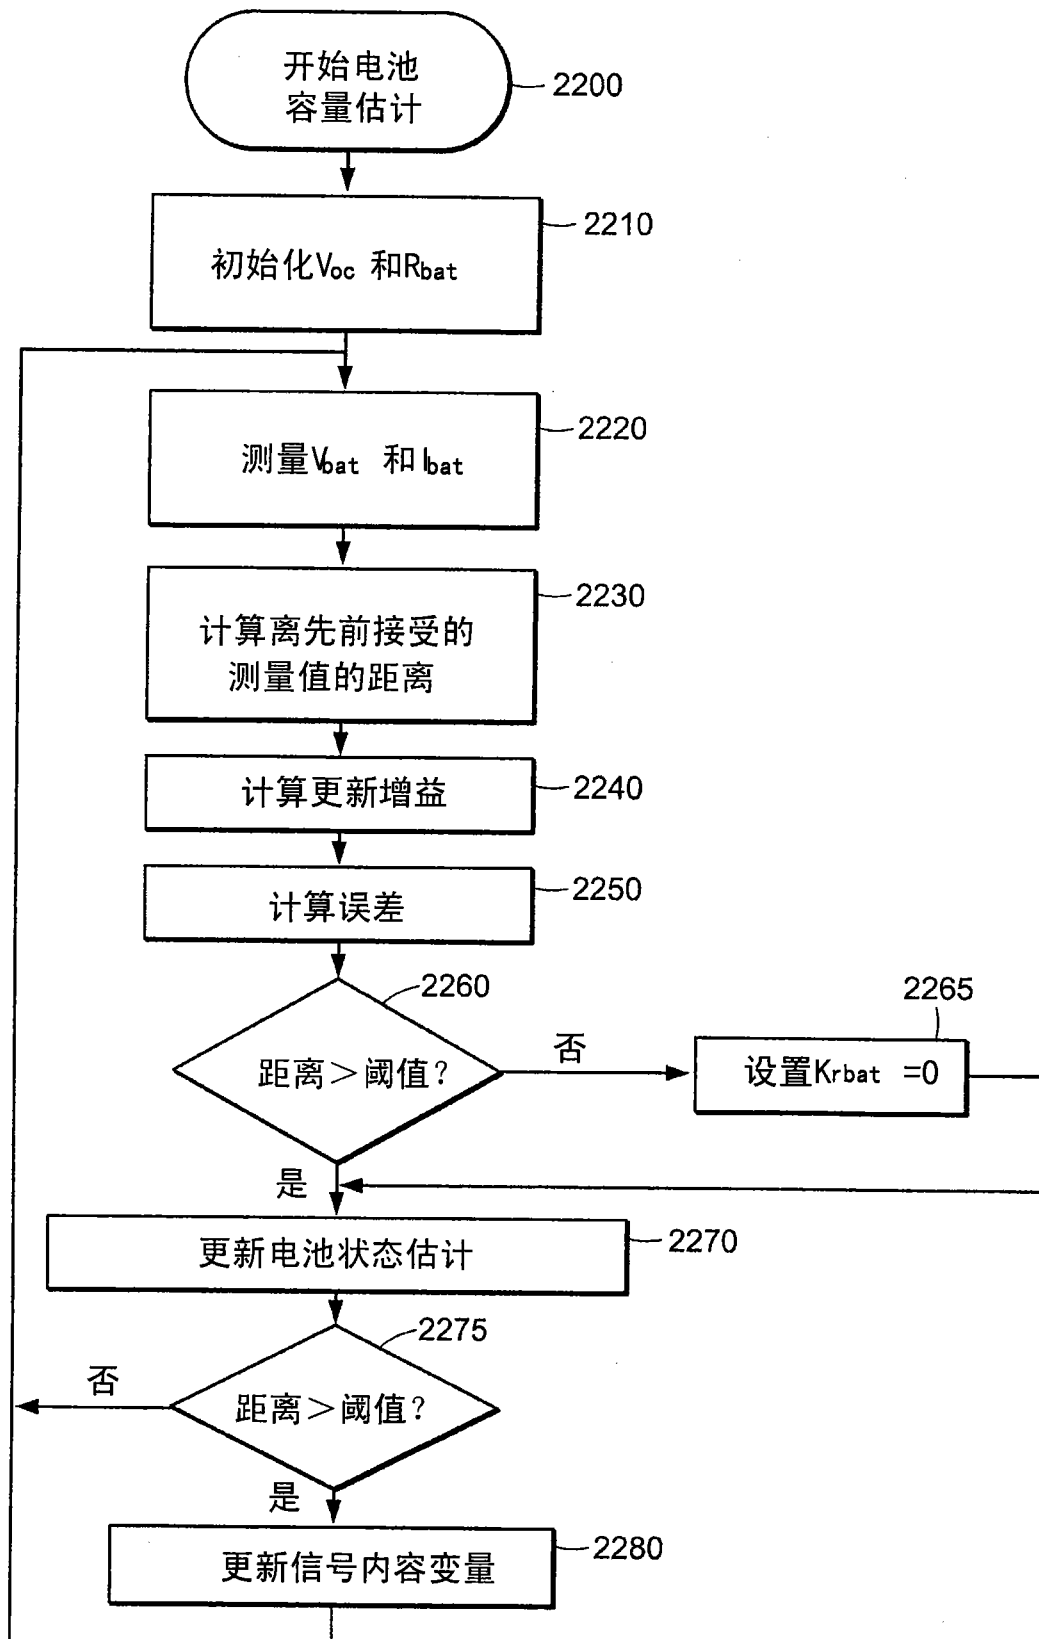 开始电池
容量估计
2200
2210
初始化Voc 和Rbat
2220
测量Vbat 和Ibat
2230
计算离先前接受的
测量值的距离
计算更新增益
2240
计算误差
2250
2260
2265
距离>阈值?
否
设置Krbat =0
是
更新电池状态估计
2270
2275
否
距离>阈值?
是
更新信号内容变量
2280